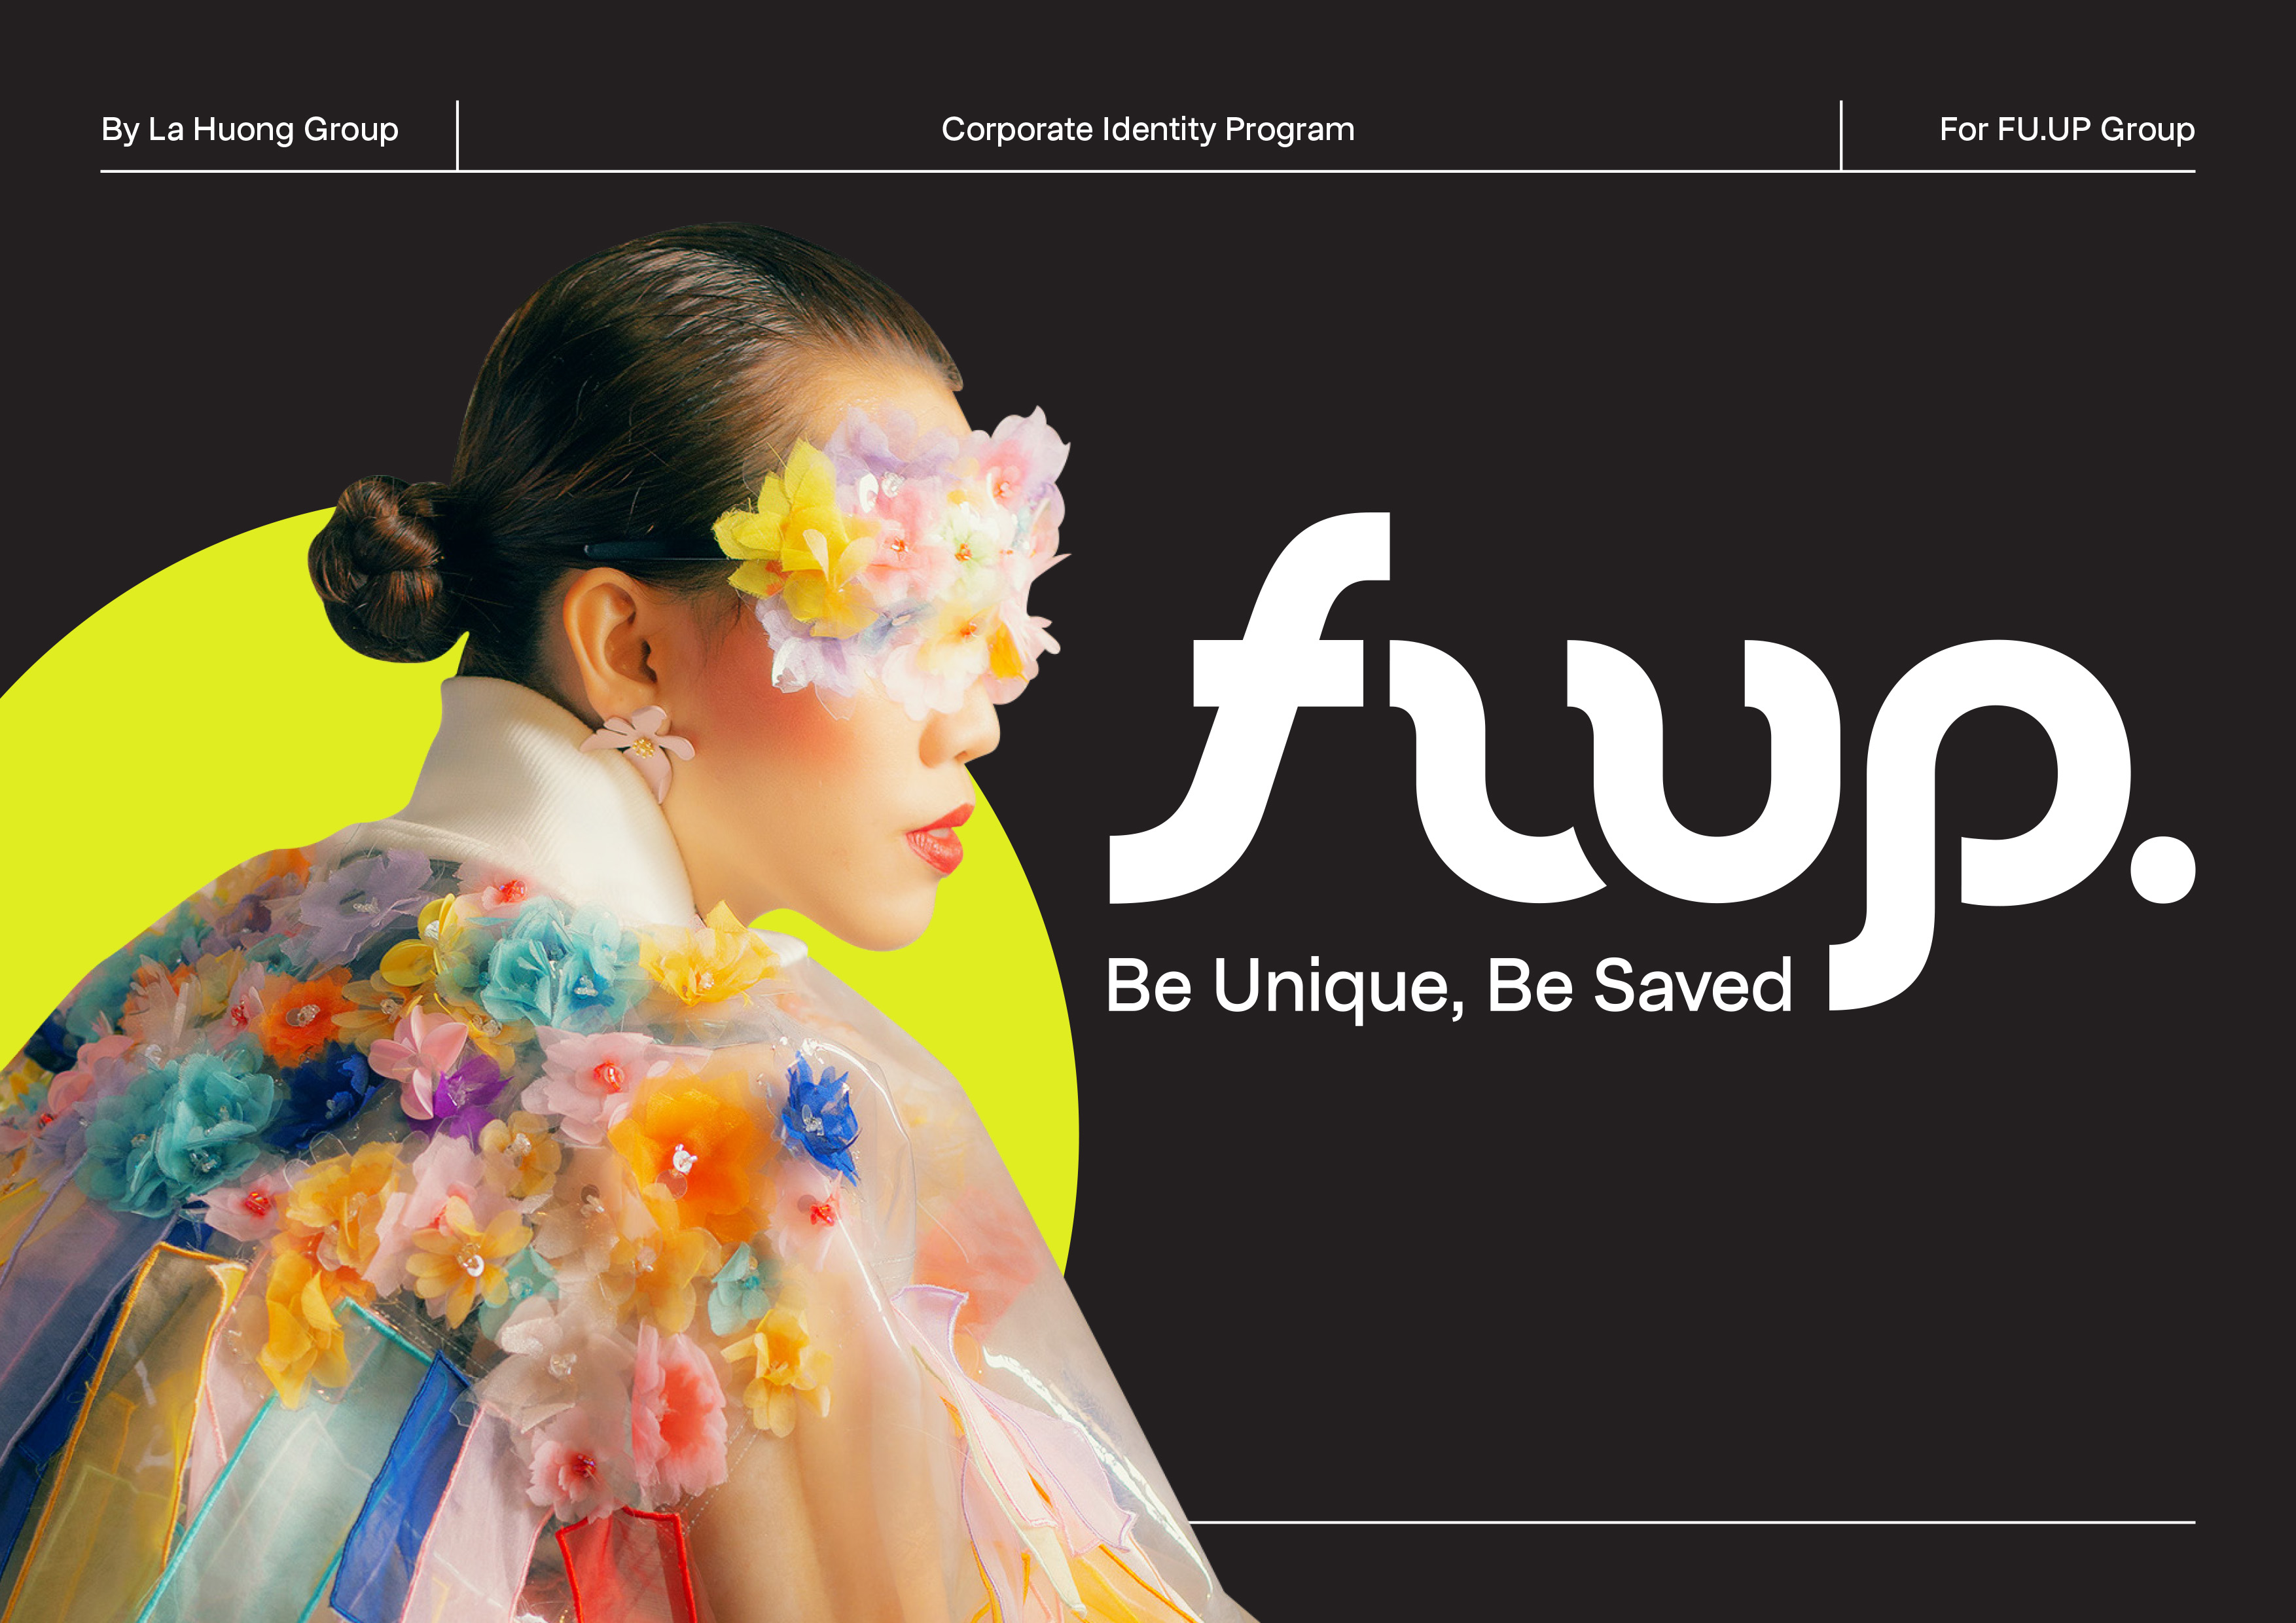 By La Huong Group
Corporate Identity Program
For FU.UP Group
fuup.
Be Unique, Be Saved